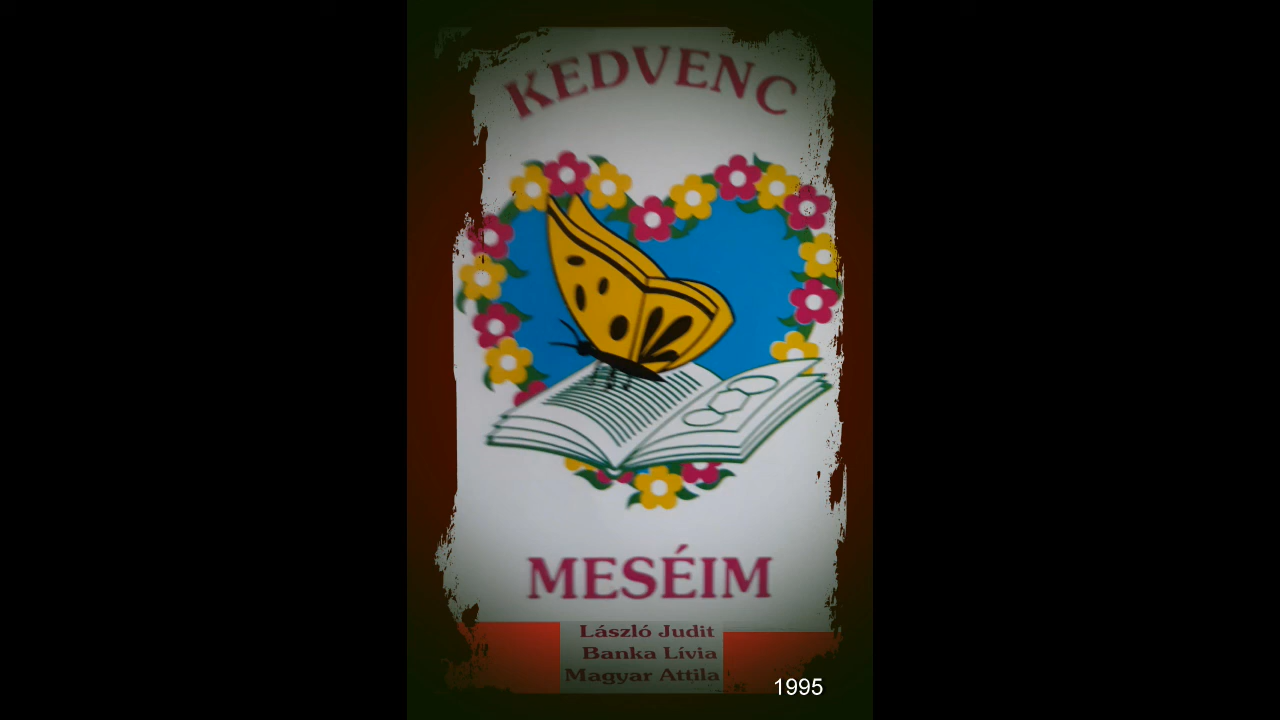 KEDVENC
MESÉIM
László Judit
Banka Lívia
Magyar Attila
1995